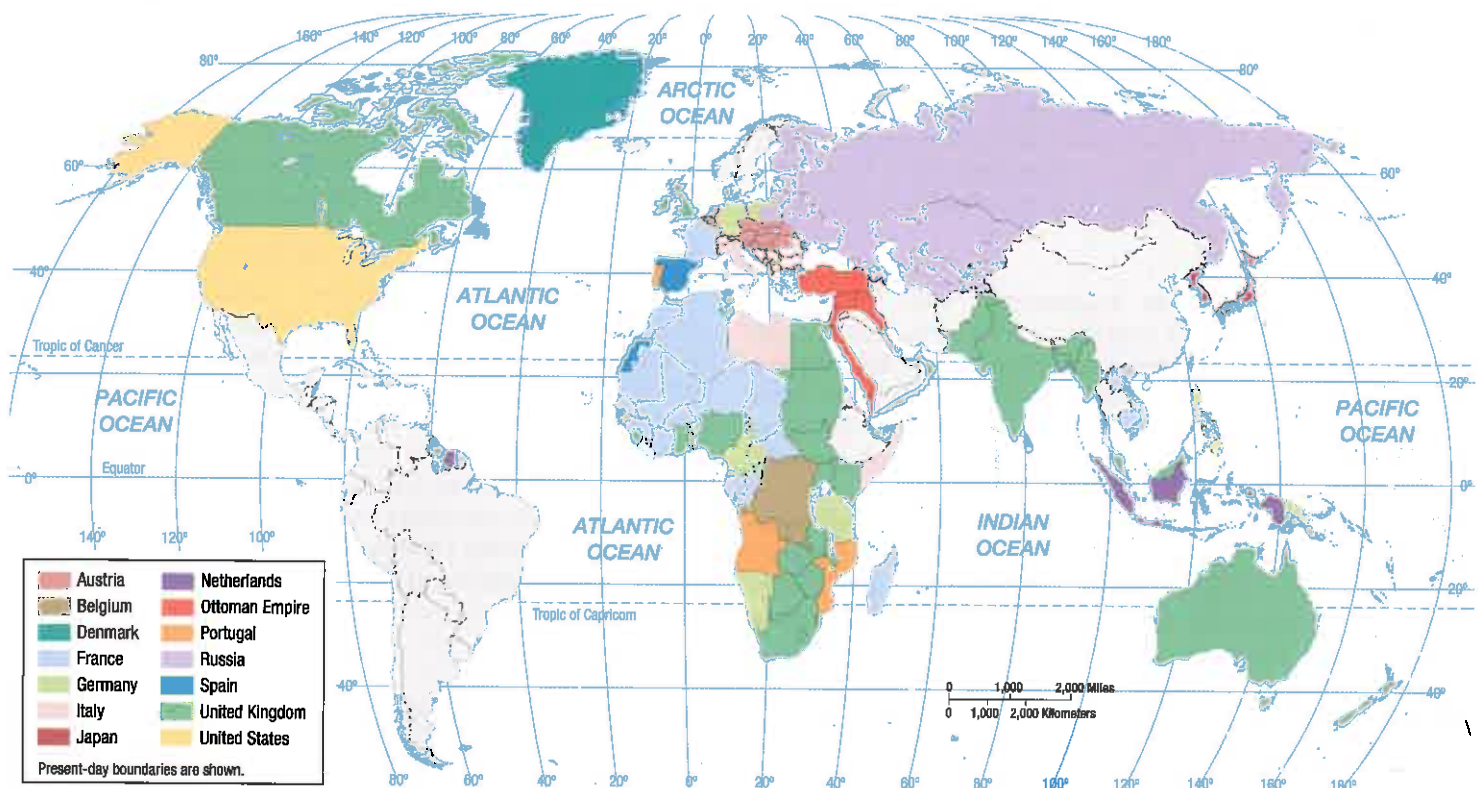 160° 140° 120° 100° 80° 60° 40° 20° 0° 20° 40° 60° 80° 100° 120° 140° 160° 180°
80°
80°
ARCTIC
OCEAN
60°
60°
40°
40°
ATLANTIC
OCEAN
Tropic of Cancer
20°
20°
PACIFIC
OCEAN
PACIFIC
OCEAN
Equator
0°
0°
ATLANTIC
OCEAN
INDIAN
OCEAN
140° 120° 100°
20°
20°
Tropic of Capricorn
40°
40°
0 1,000 2,000 Miles
0 1,000 2,000 Kilometers
Austria
Belgium
Denmark
France
Germany
Italy
Japan
Netherlands
Ottoman Empire
Portugal
Russia
Spain
United Kingdom
United States
Present-day boundaries are shown.
80° 60° 40° 20° 0° 20° 40° 60° 80° 100° 120° 140° 160° 180°